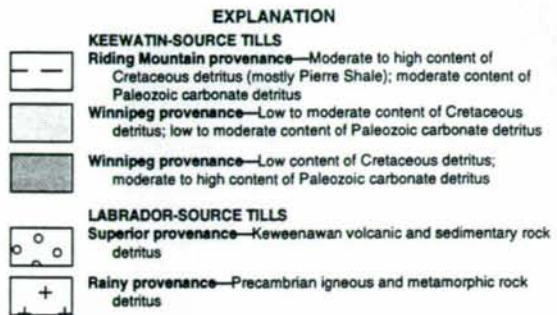 EXPLANATION
KEEWATIN-SOURCE TILLS
Riding Mountain provenance—Moderate to high content of
Cretaceous detritus (mostly Pierre Shale); moderate content of
Paleozoic carbonate detritus
Winnipeg provenance—Low to moderate content of Cretaceous
detritus; low to moderate content of Paleozoic carbonate detritus
Winnipeg provenance—Low content of Cretaceous detritus;
moderate to high content of Paleozoic carbonate detritus
LABRADOR-SOURCE TILLS
Superior provenance—Keweenawan volcanic and sedimentary rock
detritus
Rainy provenance—Precambrian igneous and metamorphic rock
detritus